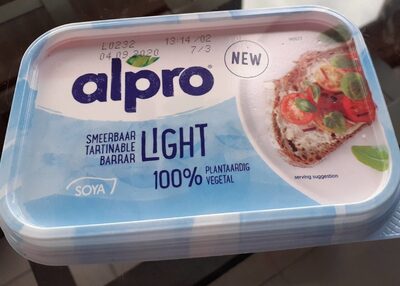 L0232 13:14/02
04.09.2020 7/3
alpro
NEW
SMEERBAAR
TARTINABLE
BARRAR
LIGHT
100% PLANTAARDIG
VEGETAL
SOYA
serving suggestion